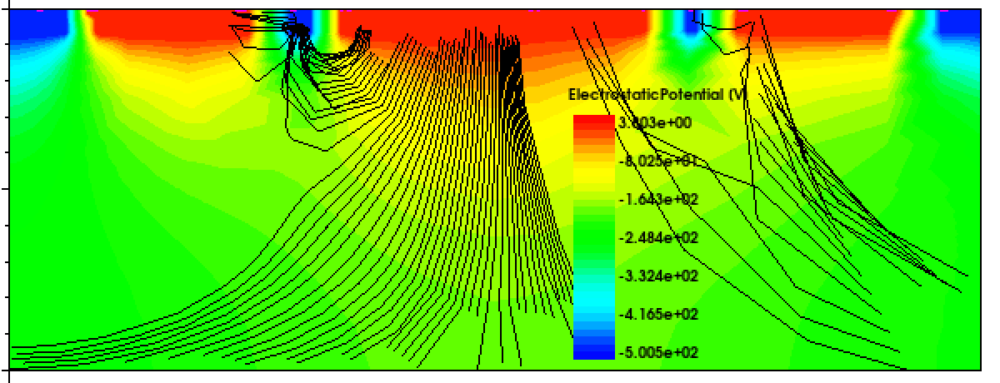 ElectrostaticPotential (V)
3.803e+00
-8.025e+01
-1.643e+02
-2.484e+02
-3.324e+02
-4.165e+02
-5.005e+02